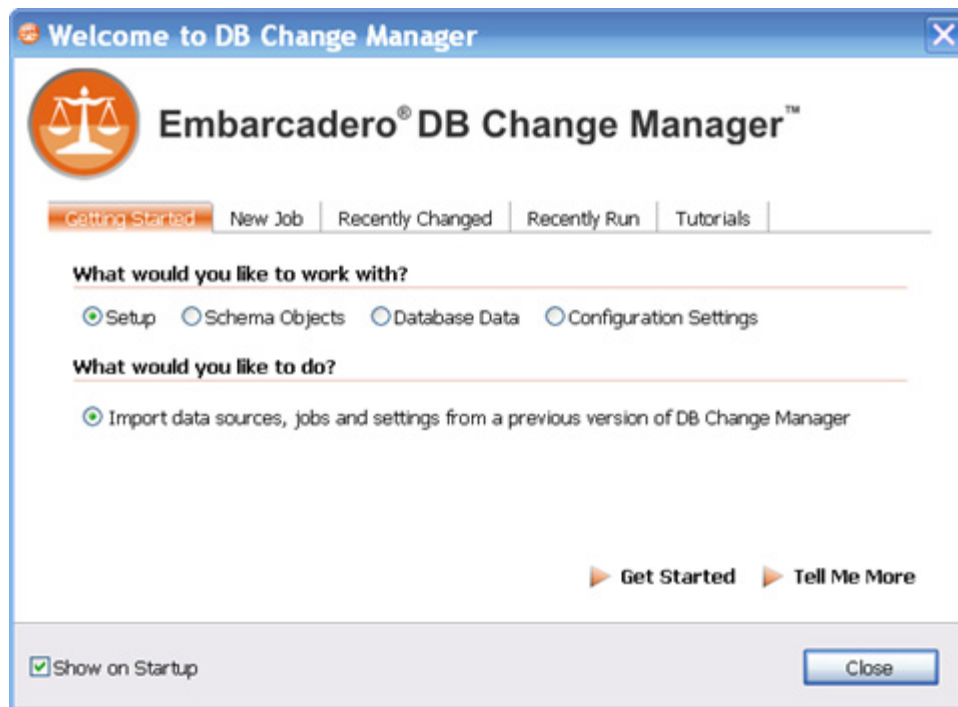 Welcome to DB Change Manager
Embarcadero® DB Change Manager™
Getting Started New Job Recently Changed Recently Run Tutorials
What would you like to work with?
Setup Schema Objects Database Data Configuration Settings
What would you like to do?
Import data sources, jobs and settings from a previous version of DB Change Manager
Get Started Tell Me More
Show on Startup Close